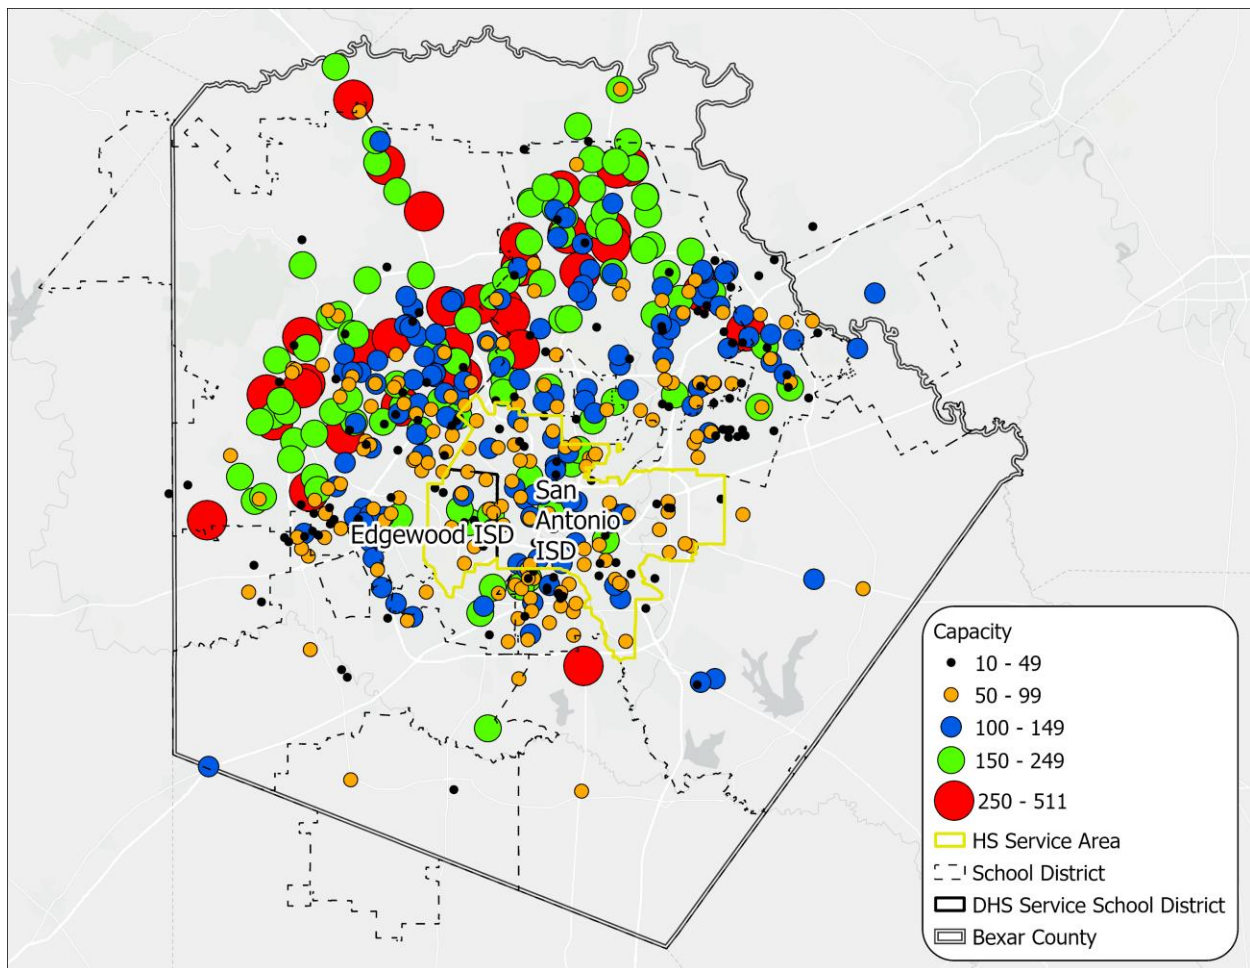 San
Antonio
ISD
Edgewood ISD
Capacity
10 - 49
50 - 99
100 - 149
150 - 249
250 - 511
HS Service Area
School District
DHS Service School District
Bexar County